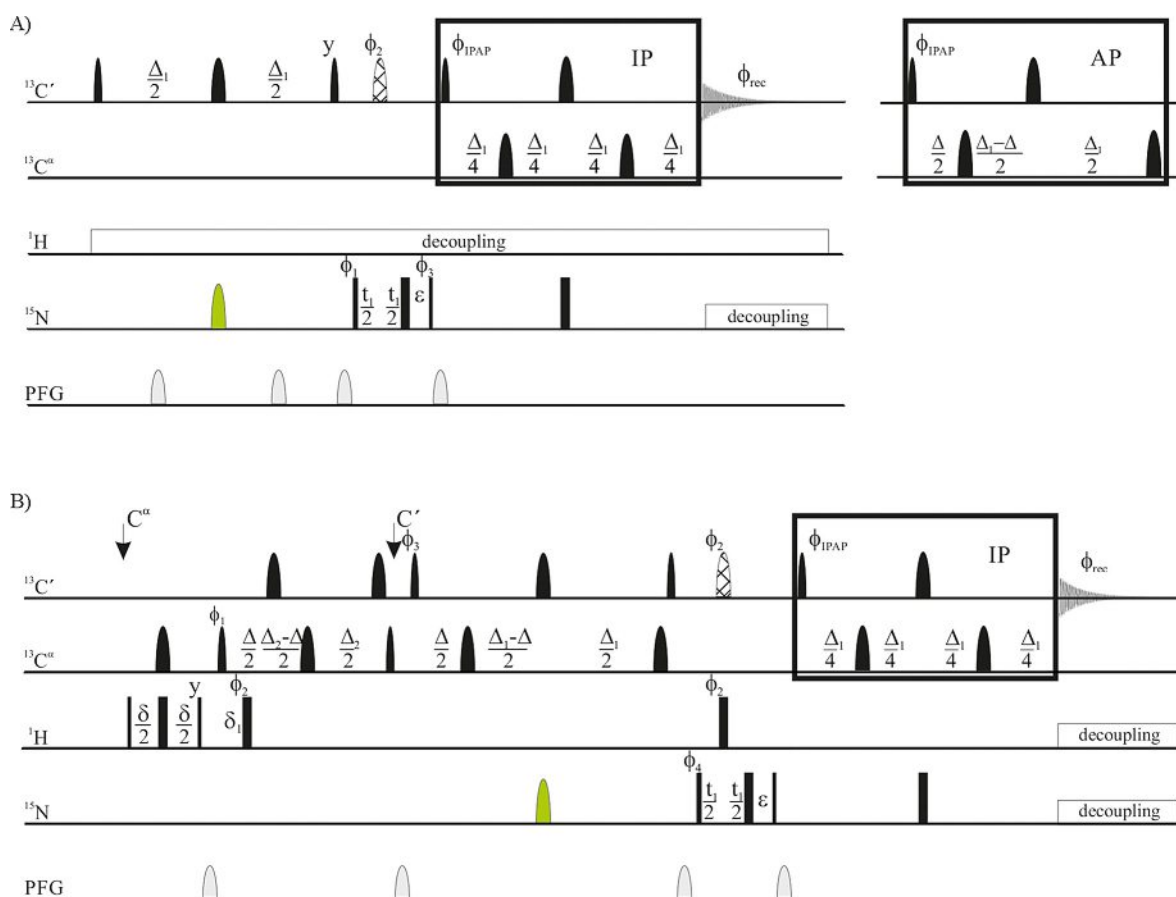 A)
y ϕ2 ϕIPAP IP ϕrec ϕIPAP AP
¹³C′ Δ1/2 Δ1/2
¹³Cα Δ1/4 Δ1/4 Δ1/4 Δ1/4 Δ/2 Δ1–Δ/2 Δ1/2
¹H decoupling
ϕ1 ϕ3
¹⁵N t1/2 t1/2 ε decoupling
PFG
B)
Cα C′
ϕ3 ϕ2 ϕIPAP IP ϕrec
¹³C′
ϕ1
¹³Cα Δ/2 Δ2–Δ/2 Δ2/2 Δ/2 Δ1–Δ/2 Δ1/2 Δ1/4 Δ1/4 Δ1/4 Δ1/4
y ϕ2 ϕ2
¹H δ/2 δ/2 δ1 decoupling
ϕ4
¹⁵N t1/2 t1/2 ε decoupling
PFG